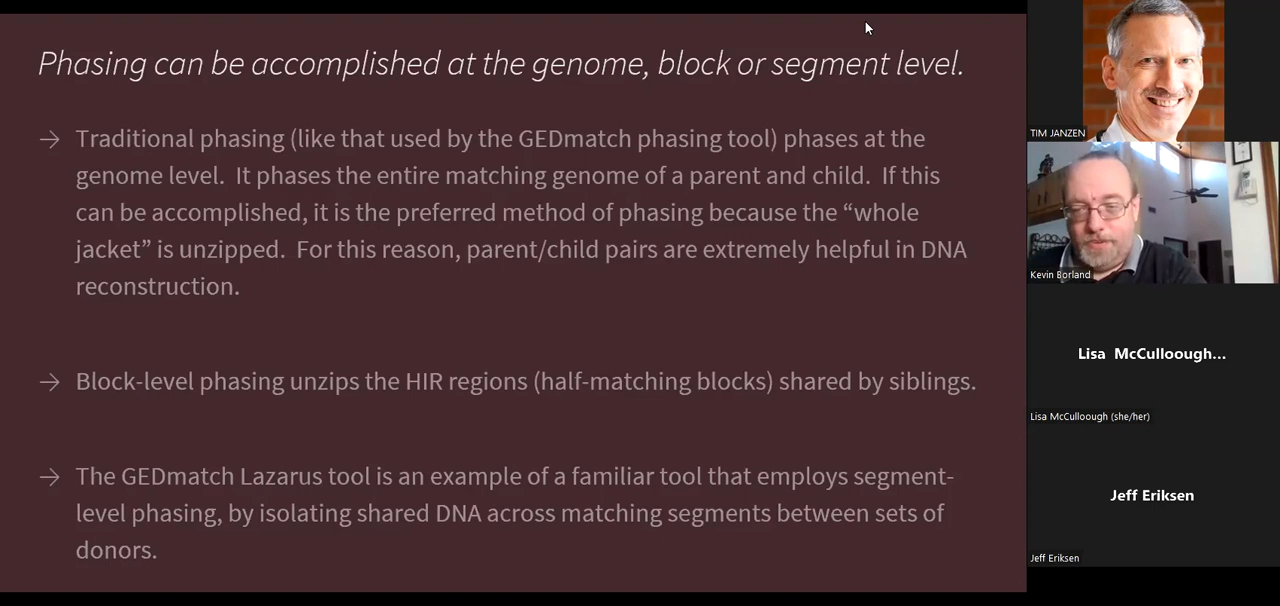 Phasing can be accomplished at the genome, block or segment level.
→ Traditional phasing (like that used by the GEDmatch phasing tool) phases at the
genome level.  It phases the entire matching genome of a parent and child.  If this
can be accomplished, it is the preferred method of phasing because the “whole
jacket” is unzipped.  For this reason, parent/child pairs are extremely helpful in DNA
reconstruction.
→ Block-level phasing unzips the HIR regions (half-matching blocks) shared by siblings.
→ The GEDmatch Lazarus tool is an example of a familiar tool that employs segment-
level phasing, by isolating shared DNA across matching segments between sets of
donors.
TIM JANZEN
Kevin Borland
Lisa McCulloough...
Lisa McCulloough (she/her)
Jeff Eriksen
Jeff Eriksen